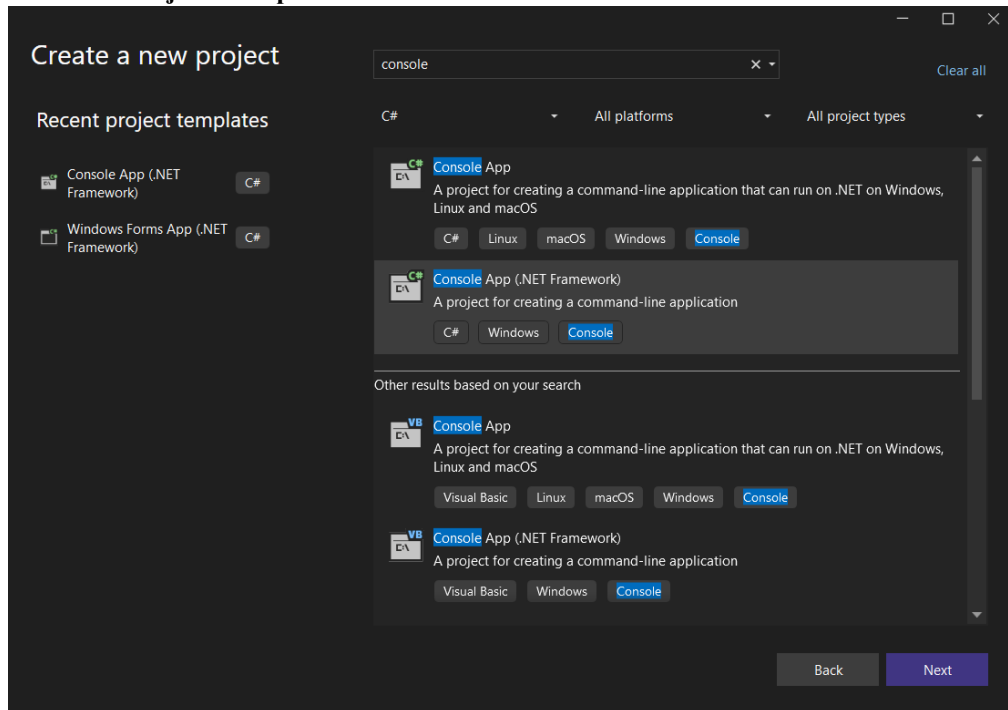 Create a new project
console
Clear all
Recent project templates
C#
All platforms
All project types
Console App (.NET
Framework)
C#
Windows Forms App (.NET
Framework)
C#
C#
Console App
A project for creating a command-line application that can run on .NET on Windows,
Linux and macOS
C# Linux macOS Windows Console
C#
Console App (.NET Framework)
A project for creating a command-line application
C# Windows Console
Other results based on your search
VB
Console App
A project for creating a command-line application that can run on .NET on Windows,
Linux and macOS
Visual Basic Linux macOS Windows Console
VB
Console App (.NET Framework)
A project for creating a command-line application
Visual Basic Windows Console
Back
Next